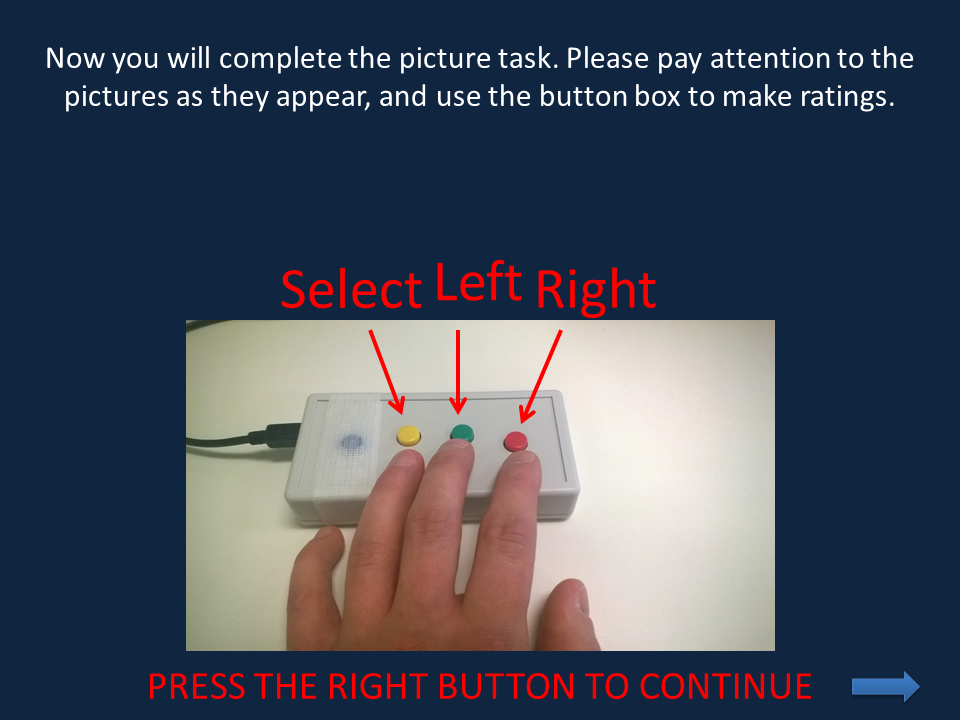 Now you will complete the picture task. Please pay attention to the
pictures as they appear, and use the button box to make ratings.
Select Left Right
PRESS THE RIGHT BUTTON TO CONTINUE